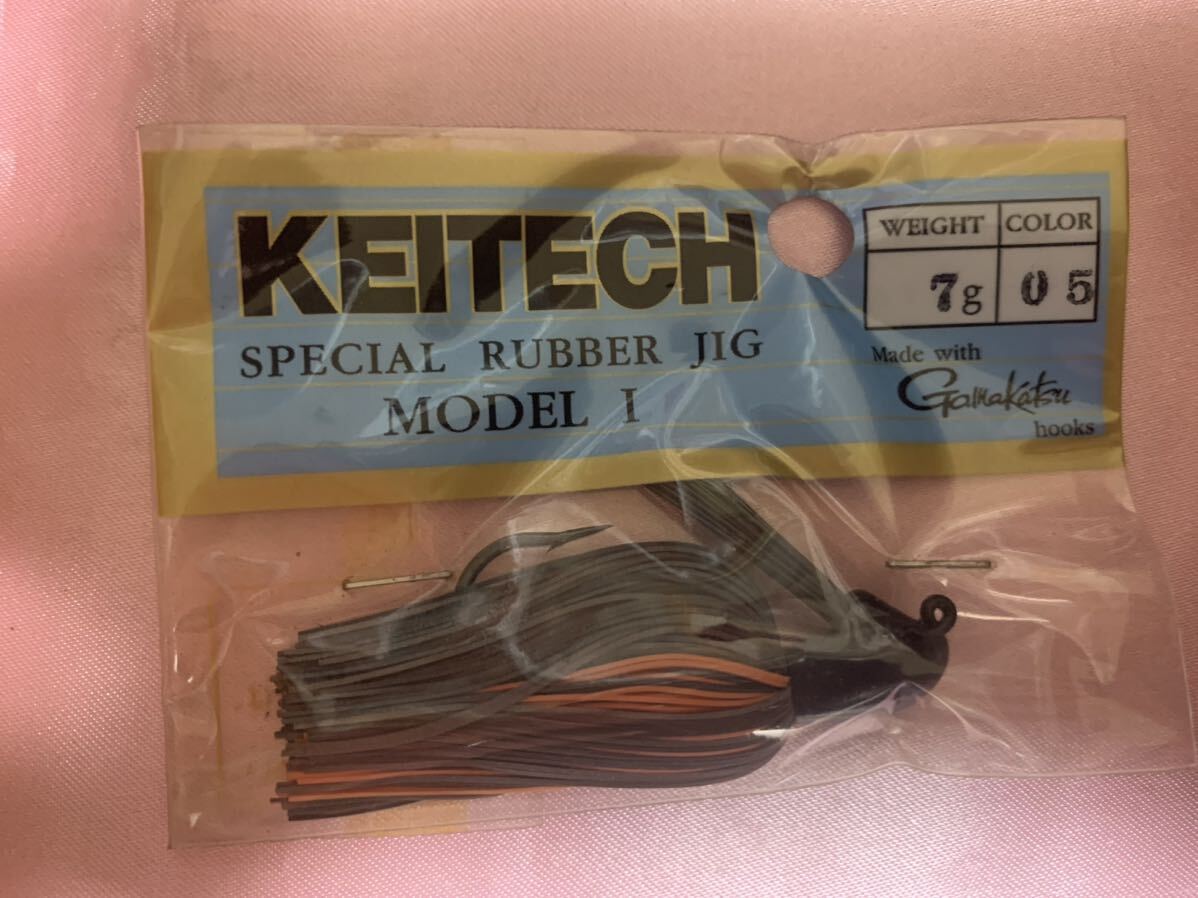 KEITECH
SPECIAL RUBBER JIG
MODEL I
WEIGHT COLOR
7g 05
Made with
Gamakatsu
hooks